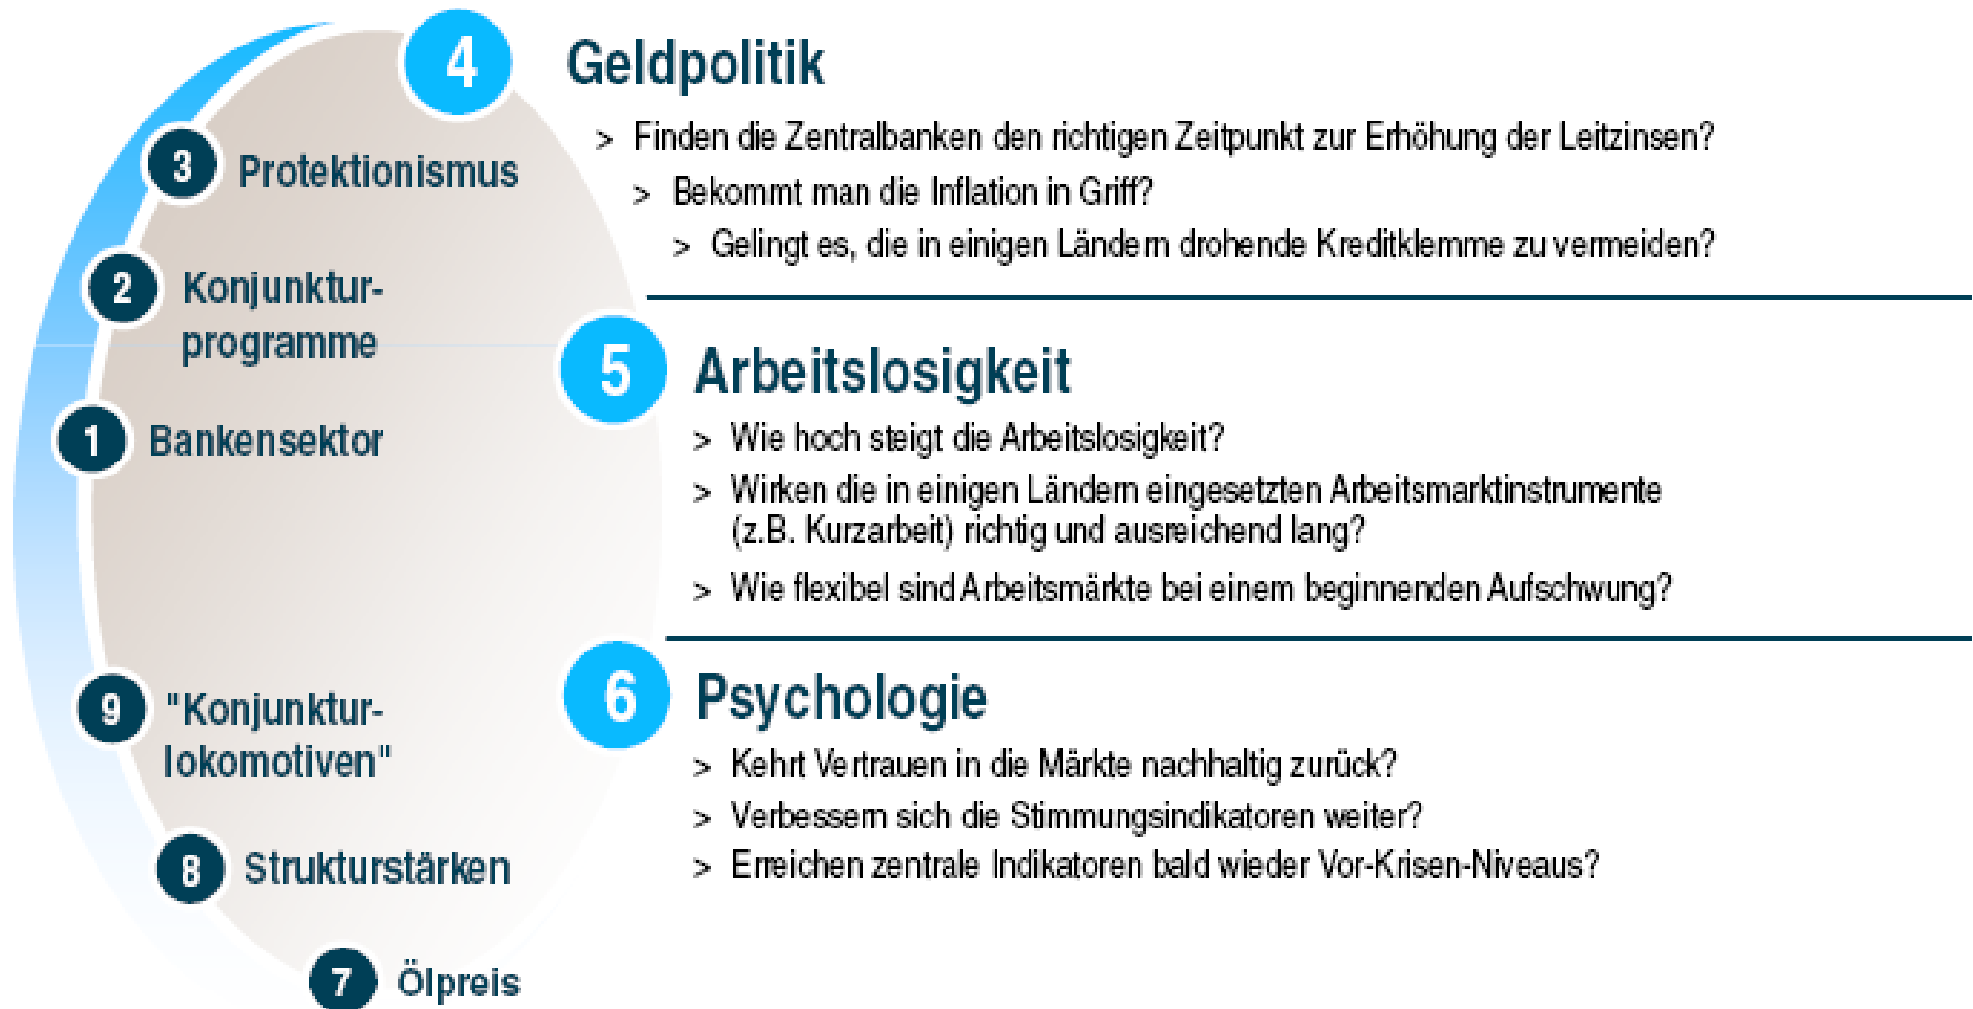 4
Geldpolitik
> Finden die Zentralbanken den richtigen Zeitpunkt zur Erhöhung der Leitzinsen?
> Bekommt man die Inflation in Griff?
> Gelingt es, die in einigen Ländern drohende Kreditklemme zu vermeiden?
3 Protektionismus
2 Konjunktur-
programme
1 Bankensektor
5
Arbeitslosigkeit
> Wie hoch steigt die Arbeitslosigkeit?
> Wirken die in einigen Ländern eingesetzten Arbeitsmarktinstrumente
(z.B. Kurzarbeit) richtig und ausreichend lang?
> Wie flexibel sind Arbeitsmärkte bei einem beginnenden Aufschwung?
6
Psychologie
> Kehrt Vertrauen in die Märkte nachhaltig zurück?
> Verbessern sich die Stimmungsindikatoren weiter?
> Erreichen zentrale Indikatoren bald wieder Vor-Krisen-Niveaus?
9 "Konjunktur-
lokomotiven"
8 Strukturstärken
7 Ölpreis